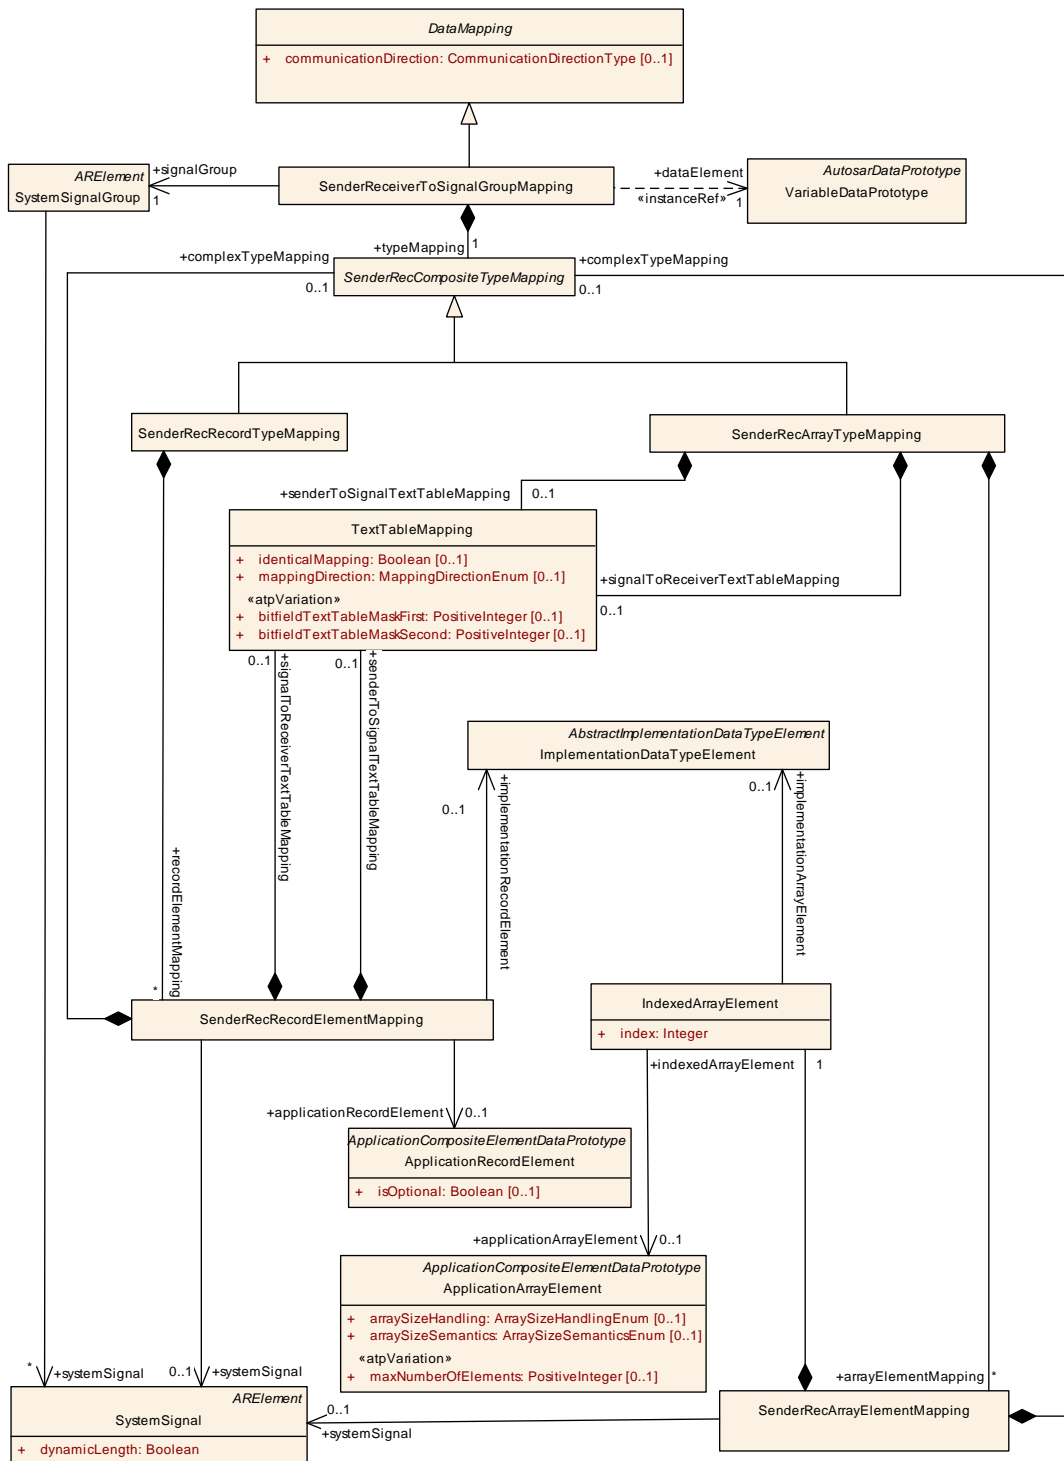 DataMapping
+ communicationDirection: CommunicationDirectionType [0..1]
+signalGroup
1
ARElement
SystemSignalGroup
SenderReceiverToSignalGroupMapping
+dataElement
«instanceRef»
1
AutosarDataPrototype
VariableDataPrototype
+typeMapping
1
+complexTypeMapping
0..1
SenderRecCompositeTypeMapping
+complexTypeMapping
0..1
SenderRecRecordTypeMapping
SenderRecArrayTypeMapping
+senderToSignalTextTableMapping
0..1
TextTableMapping
+ identicalMapping: Boolean [0..1]
+ mappingDirection: MappingDirectionEnum [0..1]
«atpVariation»
+ bitfieldTextTableMaskFirst: PositiveInteger [0..1]
+ bitfieldTextTableMaskSecond: PositiveInteger [0..1]
+signalToReceiverTextTableMapping
0..1
0..1
+signalToReceiverTextTableMapping
0..1
+senderToSignalTextTableMapping
AbstractImplementationDataTypeElement
ImplementationDataTypeElement
0..1
+implementationRecordElement
0..1
+implementationArrayElement
+recordElementMapping
*
SenderRecRecordElementMapping
IndexedArrayElement
+ index: Integer
+indexedArrayElement
1
+applicationRecordElement
0..1
ApplicationCompositeElementDataPrototype
ApplicationRecordElement
+ isOptional: Boolean [0..1]
+applicationArrayElement
0..1
ApplicationCompositeElementDataPrototype
ApplicationArrayElement
+ arraySizeHandling: ArraySizeHandlingEnum [0..1]
+ arraySizeSemantics: ArraySizeSemanticsEnum [0..1]
«atpVariation»
+ maxNumberOfElements: PositiveInteger [0..1]
*
+systemSignal
0..1
+systemSignal
ARElement
SystemSignal
+ dynamicLength: Boolean
0..1
+systemSignal
+arrayElementMapping
*
SenderRecArrayElementMapping